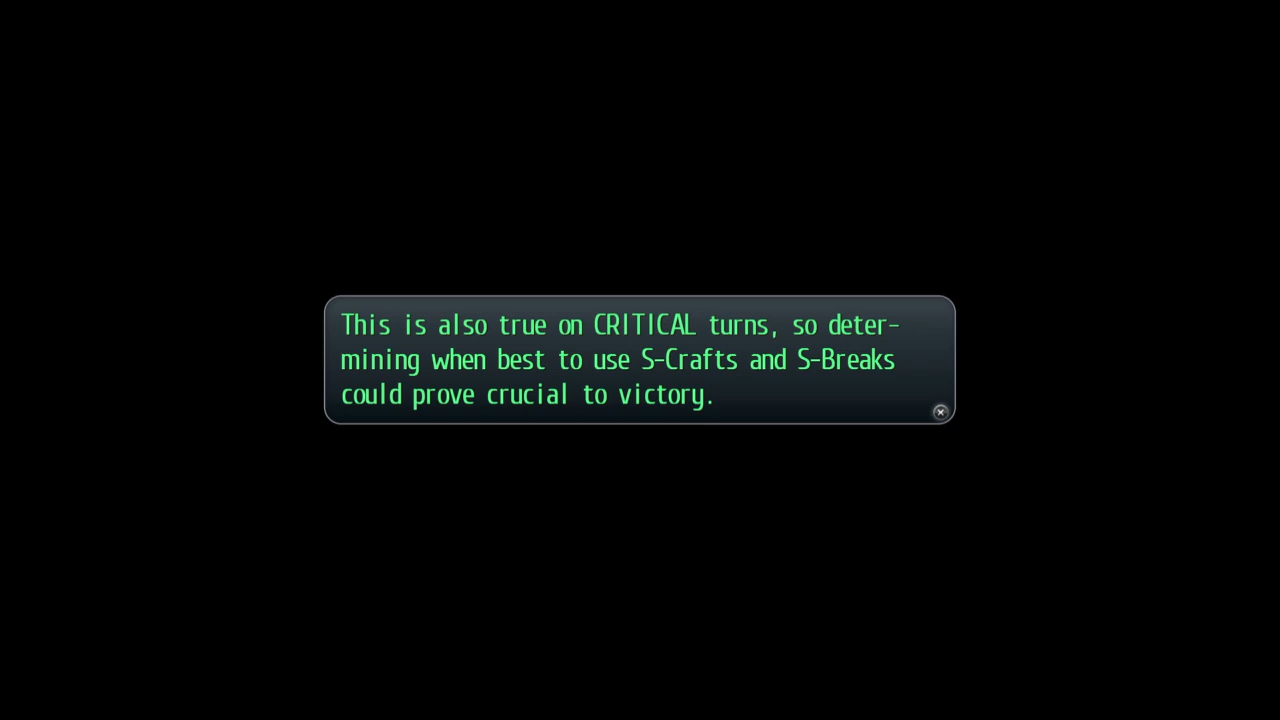 This is also true on CRITICAL turns, so deter-
mining when best to use S-Crafts and S-Breaks
could prove crucial to victory.